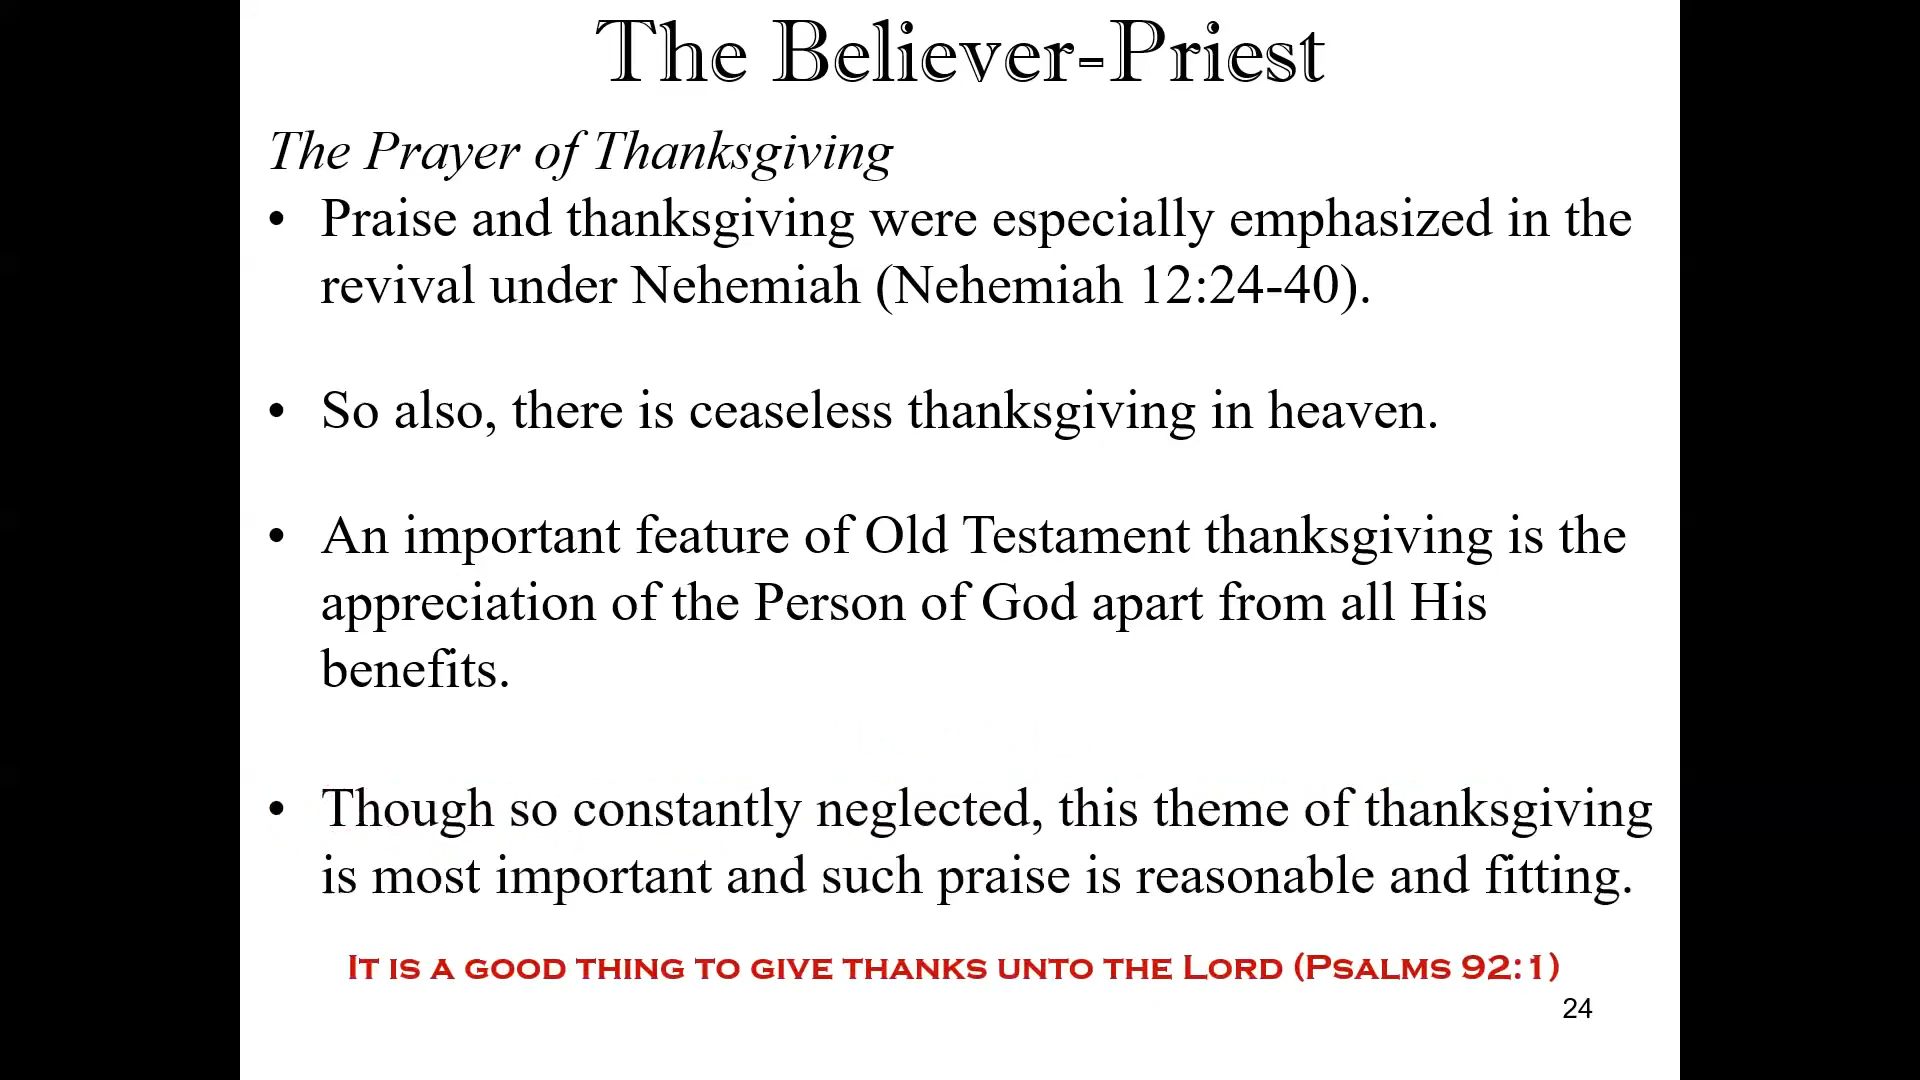 The Believer-Priest
The Prayer of Thanksgiving
• Praise and thanksgiving were especially emphasized in the
revival under Nehemiah (Nehemiah 12:24-40).
• So also, there is ceaseless thanksgiving in heaven.
• An important feature of Old Testament thanksgiving is the
appreciation of the Person of God apart from all His
benefits.
• Though so constantly neglected, this theme of thanksgiving
is most important and such praise is reasonable and fitting.
It is a good thing to give thanks unto the Lord (Psalms 92:1)
24